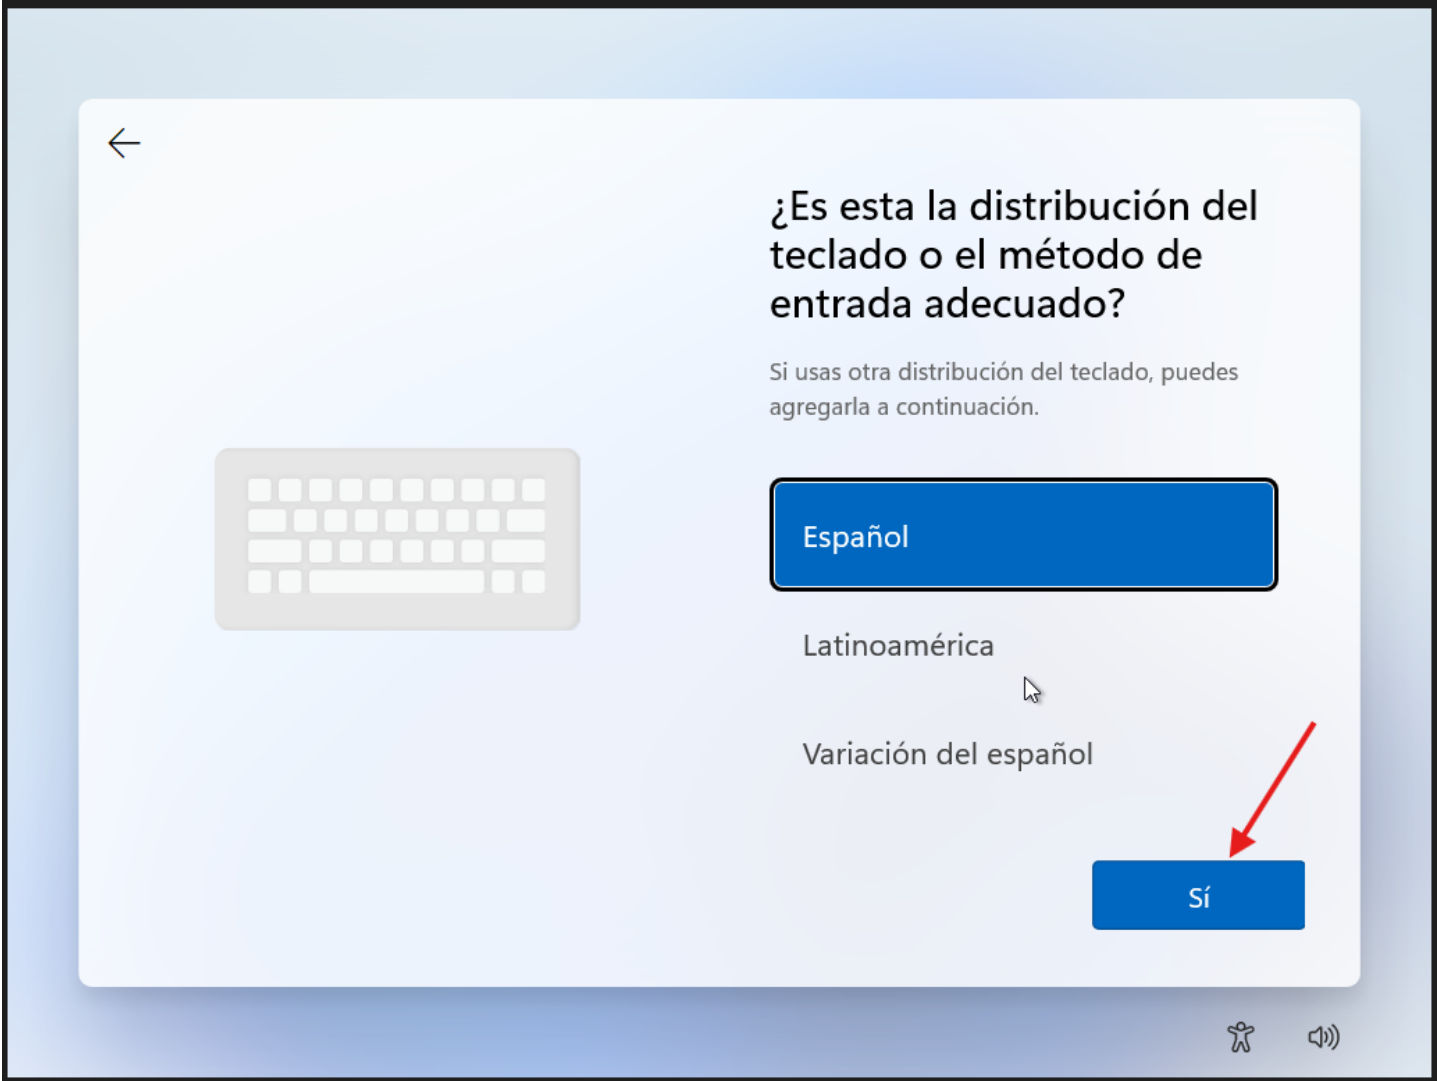 ¿Es esta la distribución del
teclado o el método de
entrada adecuado?
Si usas otra distribución del teclado, puedes
agregarla a continuación.
Español
Latinoamérica
Variación del español
Sí